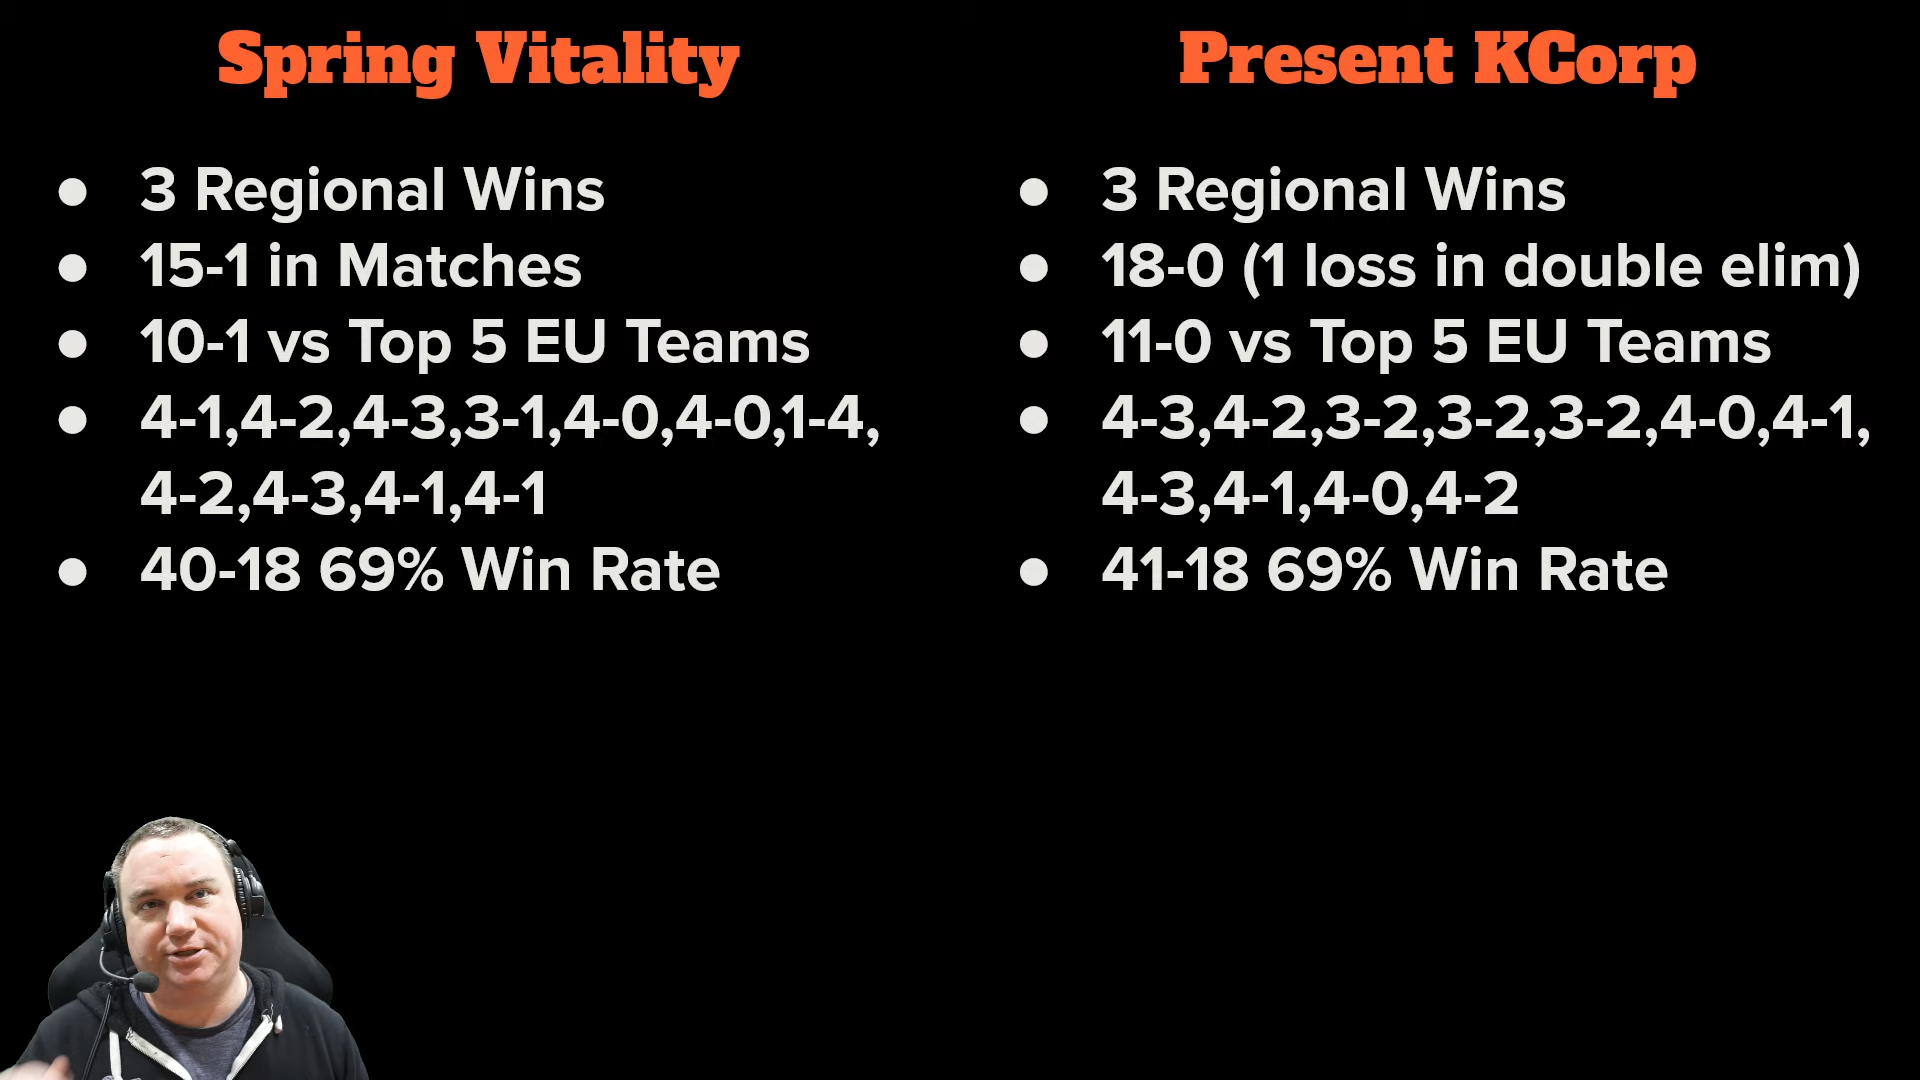 Spring Vitality
3 Regional Wins
15-1 in Matches
10-1 vs Top 5 EU Teams
4-1,4-2,4-3,3-1,4-0,4-0,1-4,
4-2,4-3,4-1,4-1
40-18 69% Win Rate
Present KCorp
3 Regional Wins
18-0 (1 loss in double elim)
11-0 vs Top 5 EU Teams
4-3,4-2,3-2,3-2,3-2,4-0,4-1,
4-3,4-1,4-0,4-2
41-18 69% Win Rate